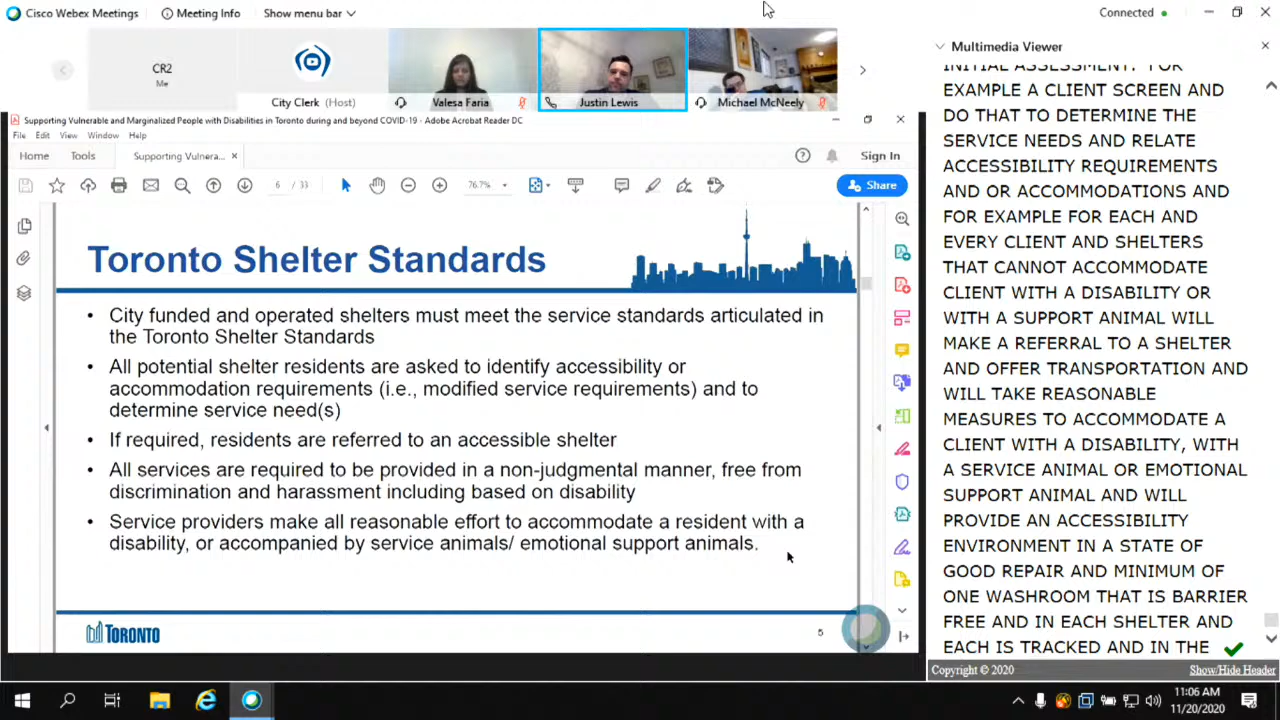 Cisco Webex Meetings
Meeting Info
Show menu bar
Connected
CR2
Me
City Clerk (Host)
Valesa Faria
Justin Lewis
Michael McNeely
Supporting Vulnerable and Marginalized People with Disabilities in Toronto during and beyond COVID-19 - Adobe Acrobat Reader DC
File Edit View Window Help
Home Tools Supporting Vulnera... ×
Sign In
6 / 33
76.7%
Share
Toronto Shelter Standards
• City funded and operated shelters must meet the service standards articulated in
the Toronto Shelter Standards
• All potential shelter residents are asked to identify accessibility or
accommodation requirements (i.e., modified service requirements) and to
determine service need(s)
• If required, residents are referred to an accessible shelter
• All services are required to be provided in a non-judgmental manner, free from
discrimination and harassment including based on disability
• Service providers make all reasonable effort to accommodate a resident with a
disability, or accompanied by service animals/ emotional support animals.
TORONTO
5
Multimedia Viewer
INITIAL ASSESSMENT. FOR
EXAMPLE A CLIENT SCREEN AND
DO THAT TO DETERMINE THE
SERVICE NEEDS AND RELATE
ACCESSIBILITY REQUIREMENTS
AND OR ACCOMMODATIONS AND
FOR EXAMPLE FOR EACH AND
EVERY CLIENT AND SHELTERS
THAT CANNOT ACCOMMODATE
CLIENT WITH A DISABILITY OR
WITH A SUPPORT ANIMAL WILL
MAKE A REFERRAL TO A SHELTER
AND OFFER TRANSPORTATION AND
WILL TAKE REASONABLE
MEASURES TO ACCOMMODATE A
CLIENT WITH A DISABILITY, WITH
A SERVICE ANIMAL OR EMOTIONAL
SUPPORT ANIMAL AND WILL
PROVIDE AN ACCESSIBILITY
ENVIRONMENT IN A STATE OF
GOOD REPAIR AND MINIMUM OF
ONE WASHROOM THAT IS BARRIER
FREE AND IN EACH SHELTER AND
EACH IS TRACKED AND IN THE
Copyright © 2020
Show/Hide Header
11:06 AM
11/20/2020